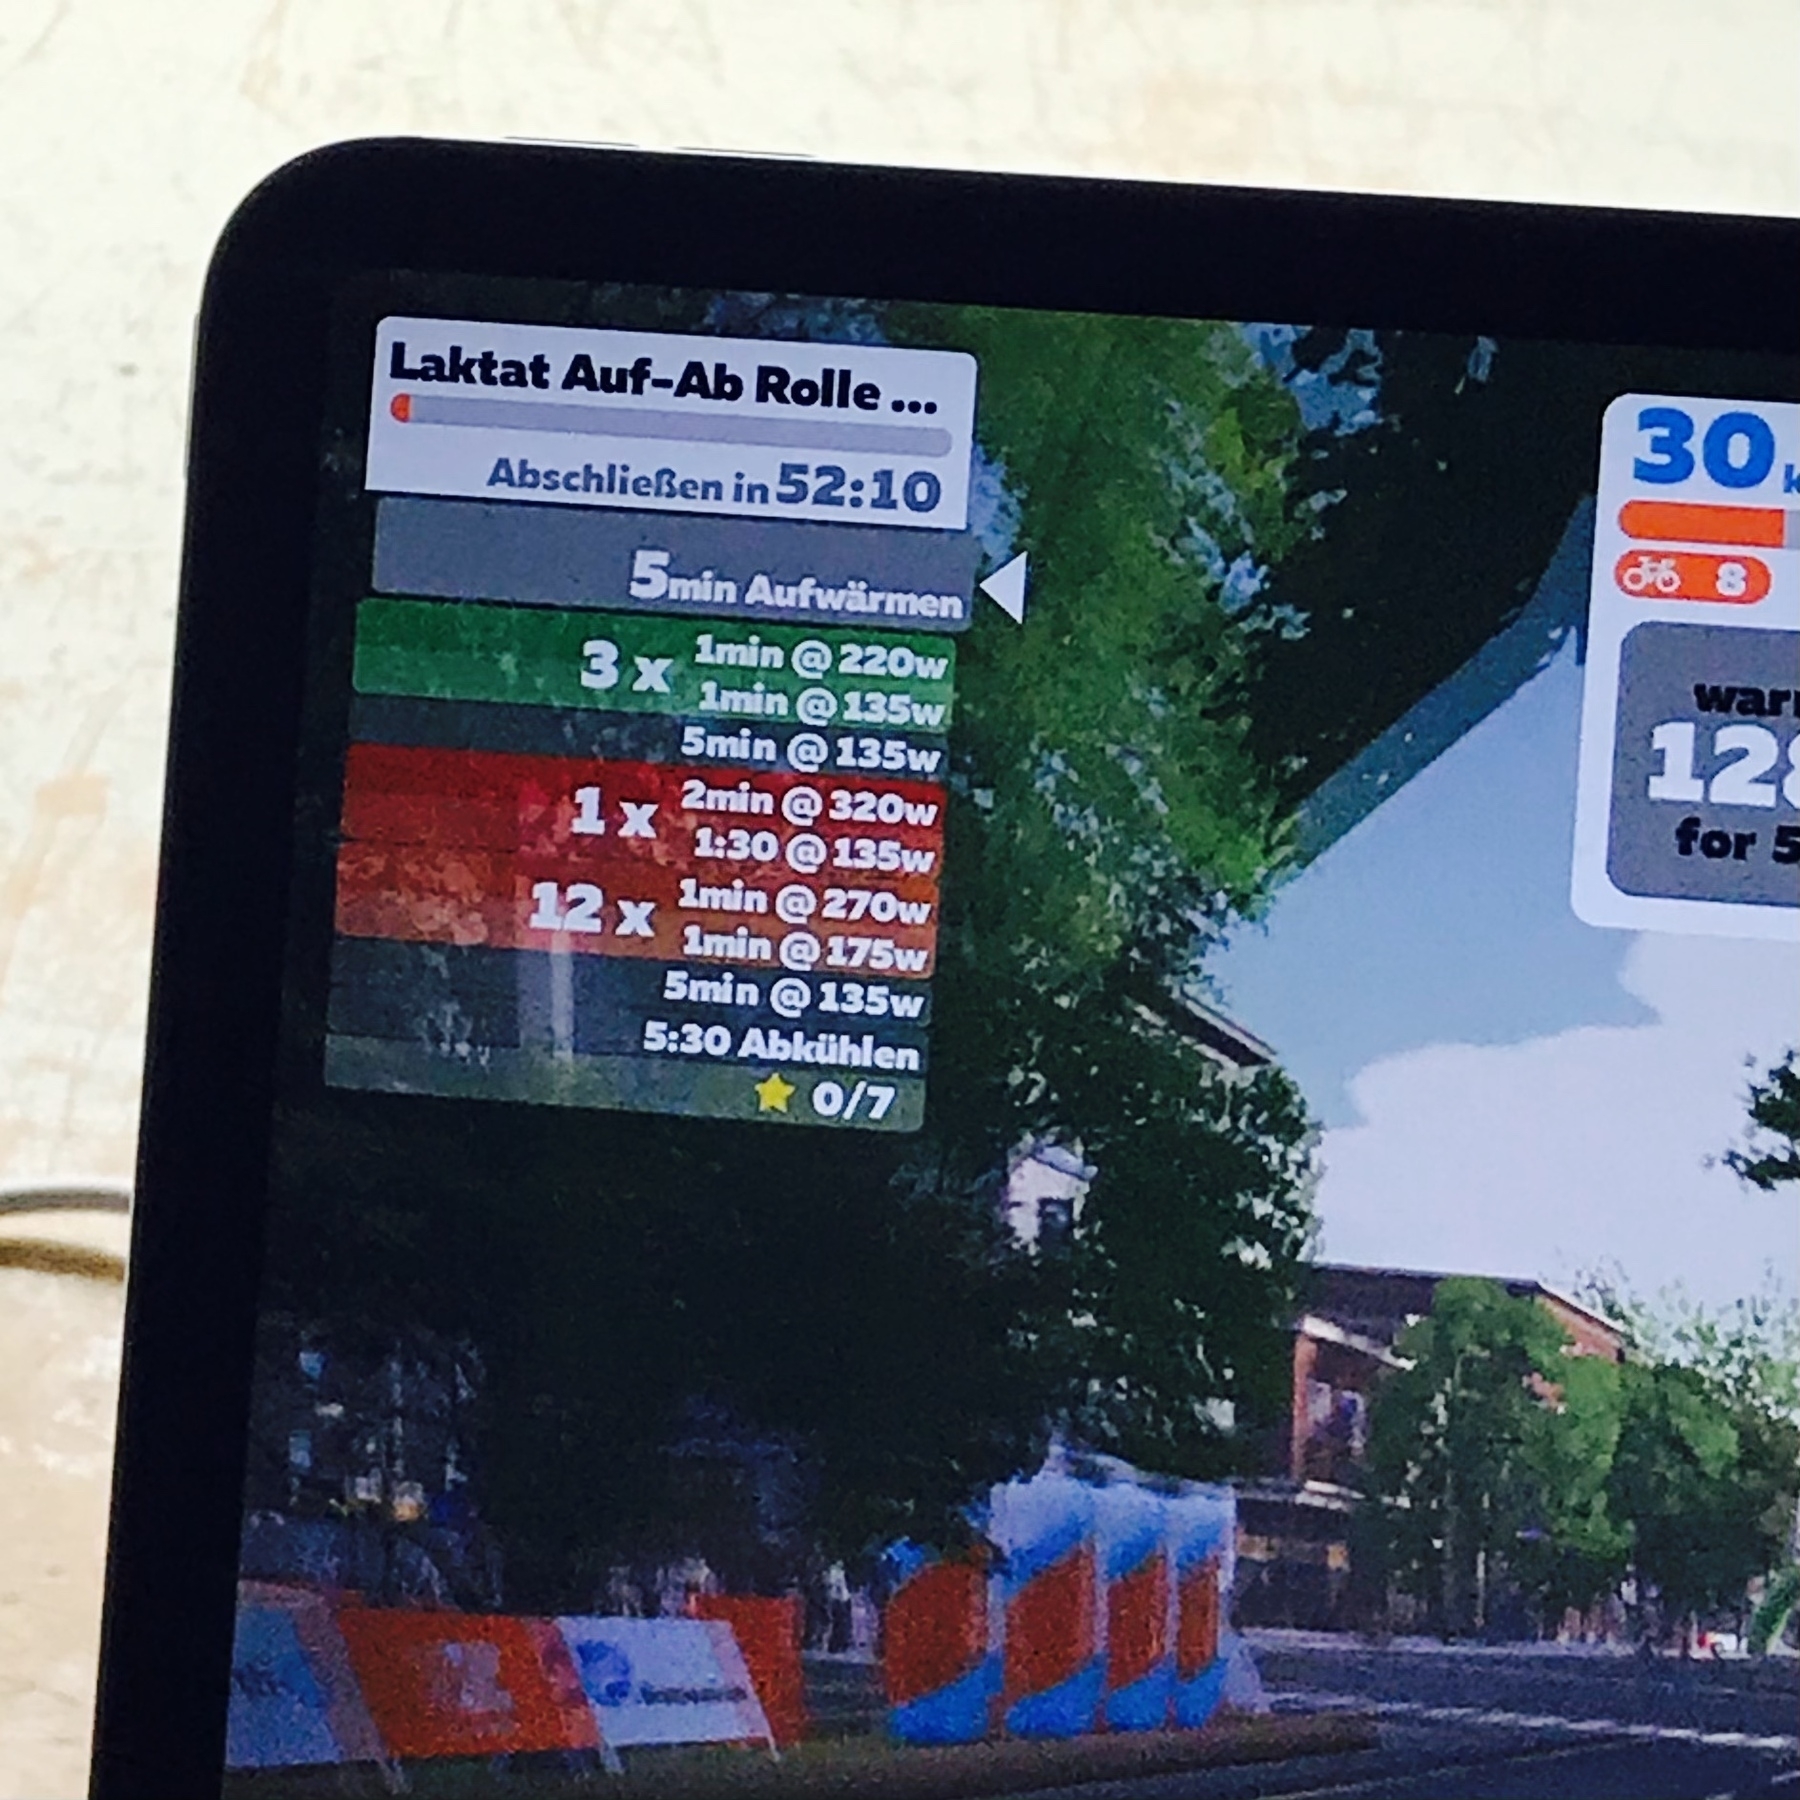 Laktat Auf-Ab Rolle ...
Abschließen in 52:10
5min Aufwärmen
3 x 1min @ 220w
1min @ 135w
5min @ 135w
1 x 2min @ 320w
1:30 @ 135w
12 x 1min @ 270w
1min @ 175w
5min @ 135w
5:30 Abkühlen
0/7
30
8
128
for 5